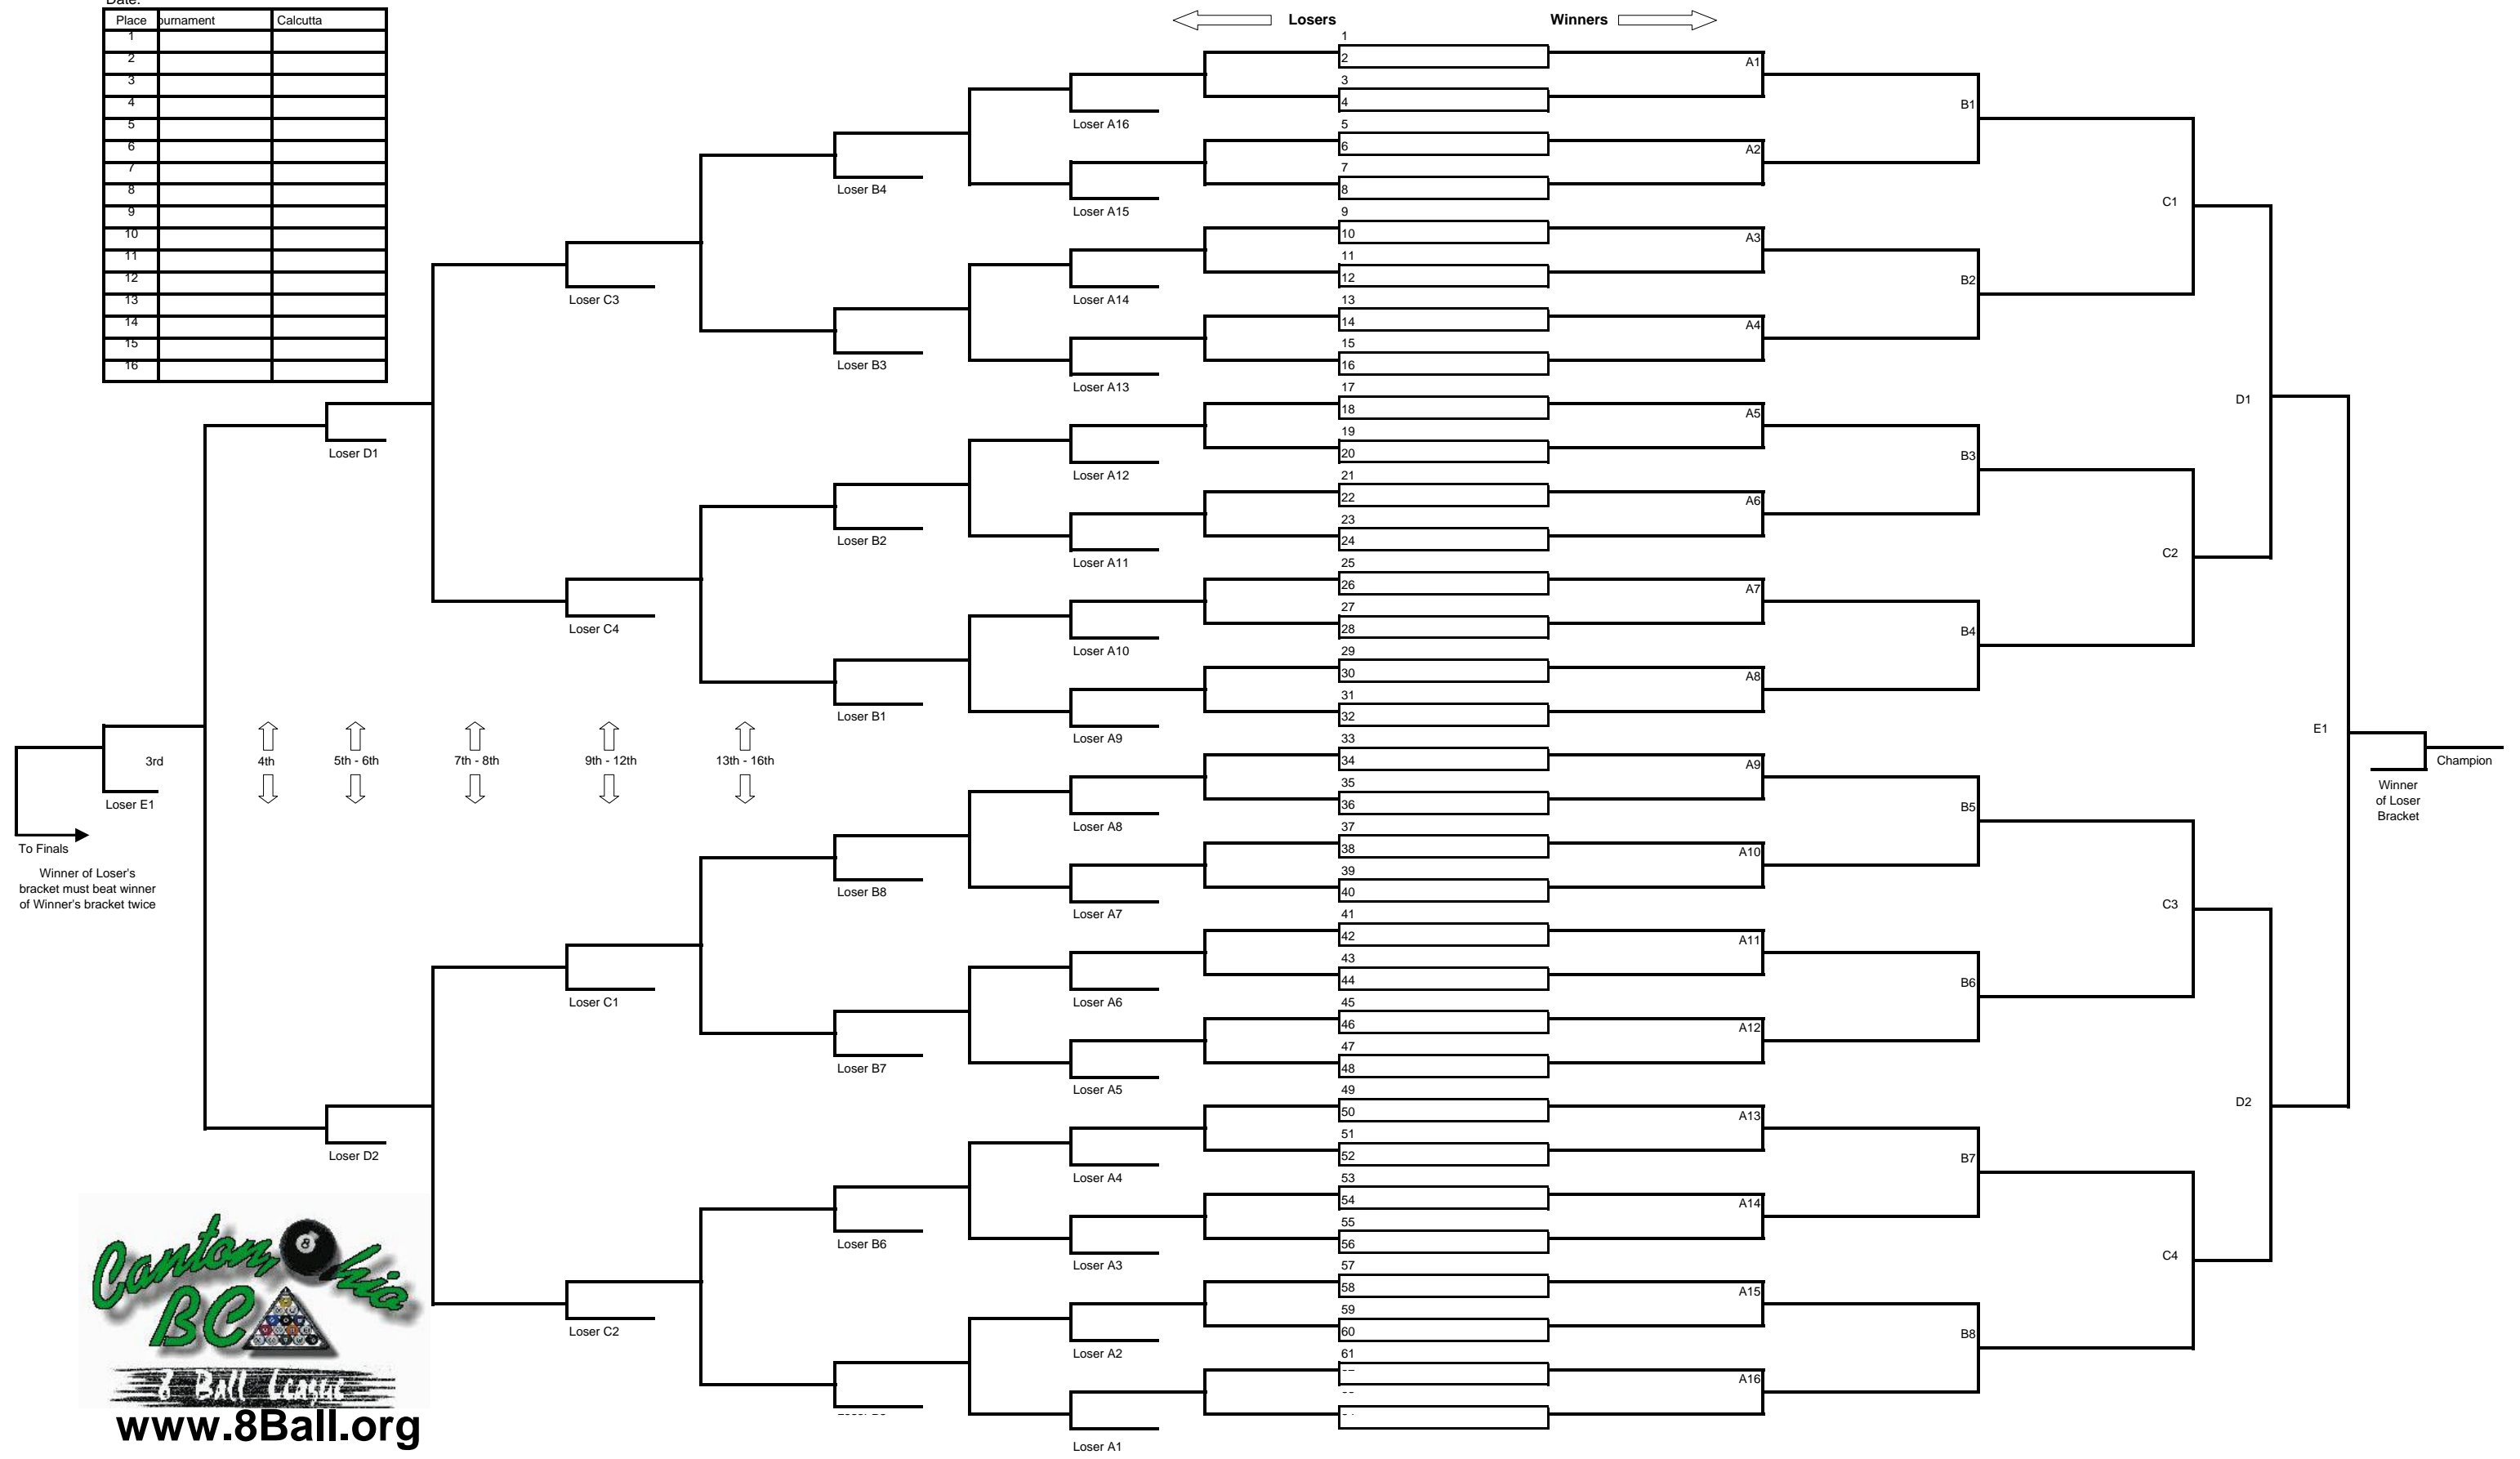 Date:
Place ournament Calcutta
1
2
3
4
5
6
7
8
9
10
11
12
13
14
15
16
Losers Winners
1
2
3
4
5
6
7
8
9
10
11
12
13
14
15
16
17
18
19
20
21
22
23
24
25
26
27
28
29
30
31
32
33
34
35
36
37
38
39
40
41
42
43
44
45
46
47
48
49
50
51
52
53
54
55
56
57
58
59
60
61
A1
A2
A3
A4
A5
A6
A7
A8
A9
A10
A11
A12
A13
A14
A15
A16
B1
B2
B3
B4
B5
B6
B7
B8
C1
C2
C3
C4
D1
D2
E1
Champion
Winner
of Loser
Bracket
Loser A16
Loser A15
Loser A14
Loser A13
Loser A12
Loser A11
Loser A10
Loser A9
Loser A8
Loser A7
Loser A6
Loser A5
Loser A4
Loser A3
Loser A2
Loser A1
Loser B4
Loser B3
Loser B2
Loser B1
Loser B8
Loser B7
Loser B6
Loser C3
Loser C4
Loser C1
Loser C2
Loser D1
Loser D2
3rd 4th 5th - 6th 7th - 8th 9th - 12th 13th - 16th
Loser E1
To Finals
Winner of Loser's
bracket must beat winner
of Winner's bracket twice
Canton, Ohio
BCA
8 Ball League
www.8Ball.org